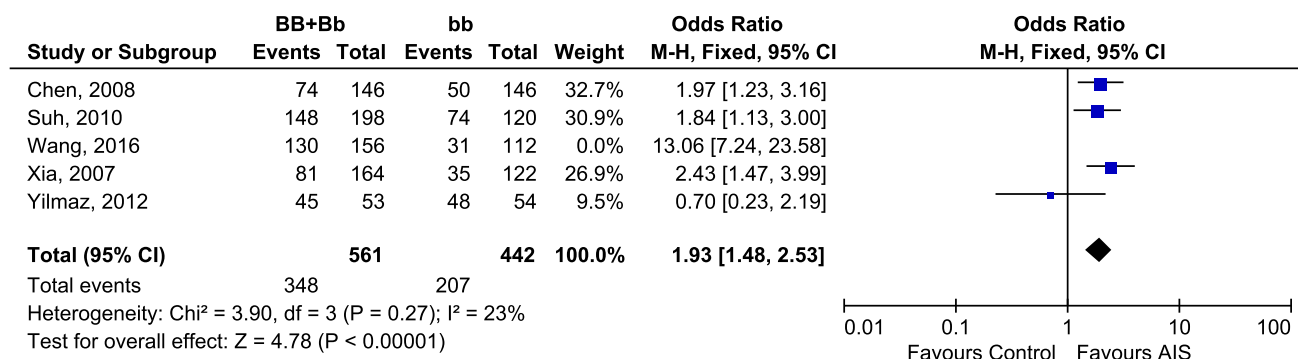 BB+Bb bb Odds Ratio Odds Ratio
Study or Subgroup Events Total Events Total Weight M-H, Fixed, 95% CI M-H, Fixed, 95% CI
Chen, 2008 74 146 50 146 32.7% 1.97 [1.23, 3.16]
Suh, 2010 148 198 74 120 30.9% 1.84 [1.13, 3.00]
Wang, 2016 130 156 31 112 0.0% 13.06 [7.24, 23.58]
Xia, 2007 81 164 35 122 26.9% 2.43 [1.47, 3.99]
Yilmaz, 2012 45 53 48 54 9.5% 0.70 [0.23, 2.19]
Total (95% CI) 561 442 100.0% 1.93 [1.48, 2.53]
Total events 348 207
Heterogeneity: Chi² = 3.90, df = 3 (P = 0.27); I² = 23%
Test for overall effect: Z = 4.78 (P < 0.00001)
0.01 0.1 1 10 100
Favours Control Favours AIS